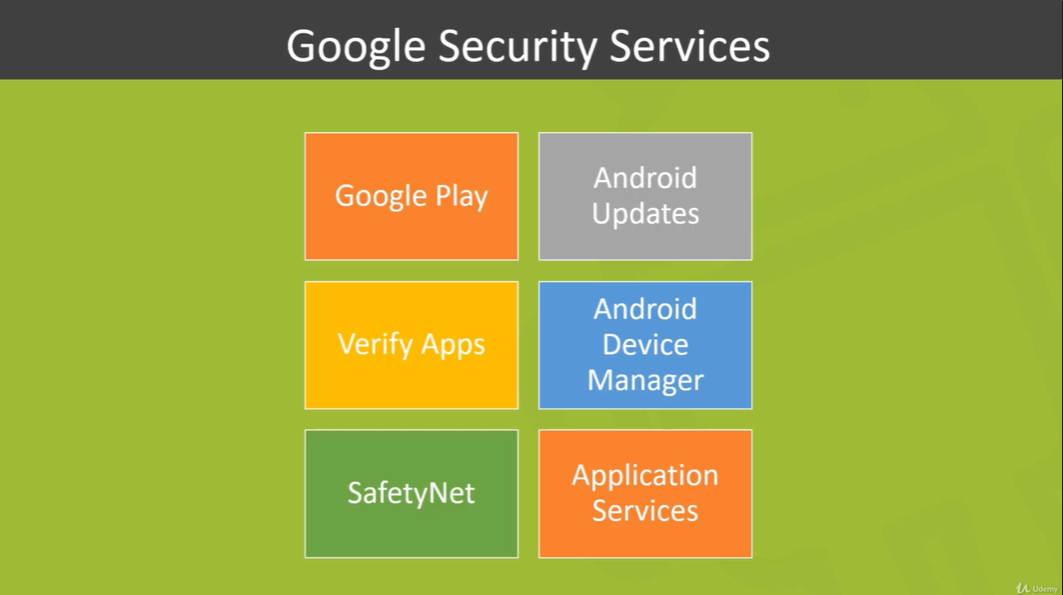 Google Security Services
Google Play
Android
Updates
Verify Apps
Android
Device
Manager
SafetyNet
Application
Services
Udemy